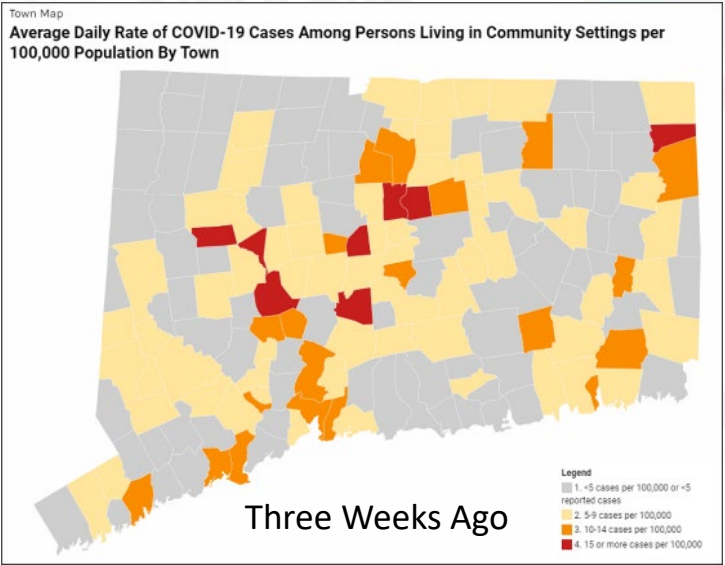 Town Map
Average Daily Rate of COVID-19 Cases Among Persons Living in Community Settings per
100,000 Population By Town
Three Weeks Ago
Legend
1. <5 cases per 100,000 or <5
reported cases
2. 5-9 cases per 100,000
3. 10-14 cases per 100,000
4. 15 or more cases per 100,000